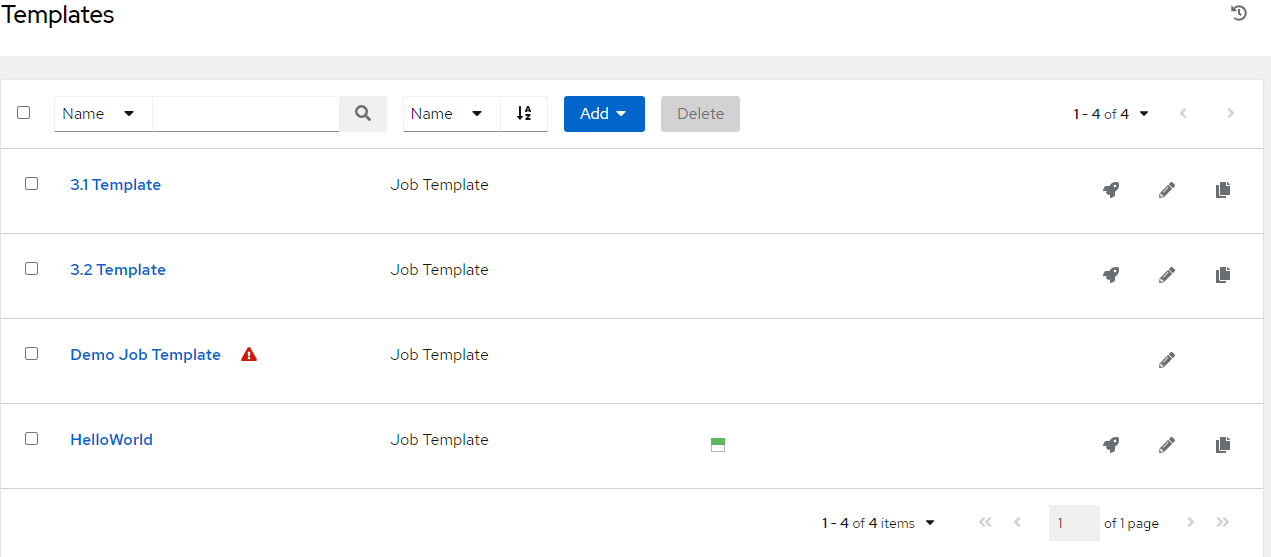 Templates
Name Name Add Delete 1 - 4 of 4
3.1 Template Job Template
3.2 Template Job Template
Demo Job Template Job Template
HelloWorld Job Template
1 - 4 of 4 items 1 of 1 page